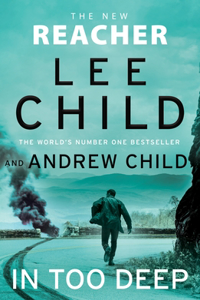 THE NEW
REACHER
LEE
CHILD
THE WORLD'S NUMBER ONE BESTSELLER
AND ANDREW CHILD
IN TOO DEEP